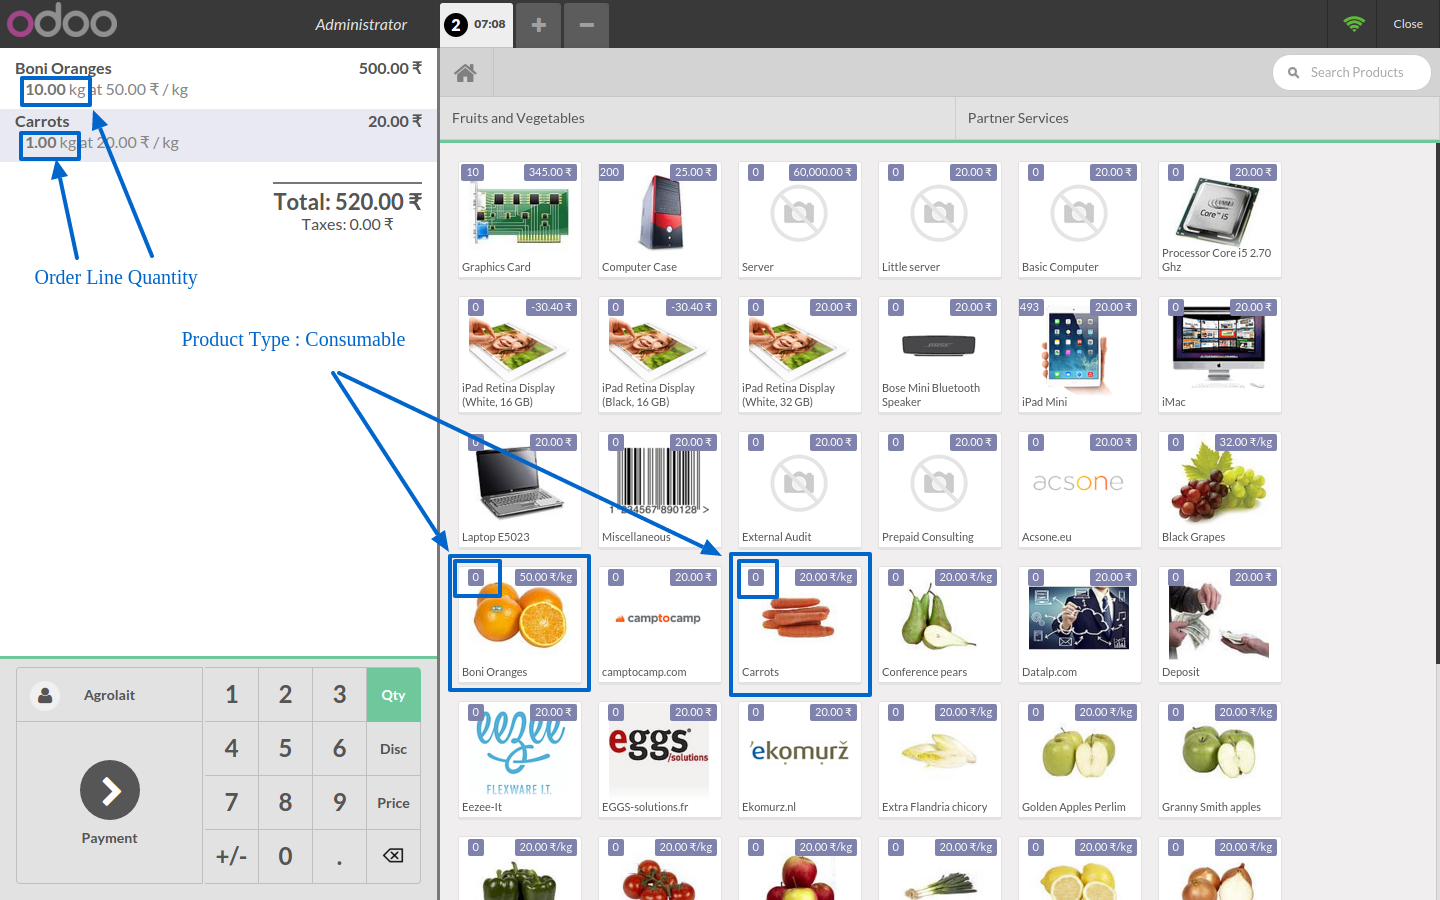 odoo
Administrator
2 07:08
+
−
Close
Boni Oranges 500.00 ₹
10.00 kg at 50.00 ₹ / kg
Carrots 20.00 ₹
1.00 kg at 20.00 ₹ / kg
Total: 520.00 ₹
Taxes: 0.00 ₹
Order Line Quantity
Product Type : Consumable
Search Products
Fruits and Vegetables
Partner Services
10 345.00 ₹
Graphics Card
200 25.00 ₹
Computer Case
0 60,000.00 ₹
Server
0 20.00 ₹
Little server
0 20.00 ₹
Basic Computer
0 20.00 ₹
Core™ i5
Processor Core i5 2.70
Ghz
0 -30.40 ₹
iPad Retina Display
(White, 16 GB)
0 -30.40 ₹
iPad Retina Display
(Black, 16 GB)
0 20.00 ₹
iPad Retina Display
(White, 32 GB)
0 20.00 ₹
BOSE
Bose Mini Bluetooth
Speaker
493 20.00 ₹
iPad Mini
0 20.00 ₹
iMac
0 20.00 ₹
Laptop E5023
0 20.00 ₹
1 234567 890128 >
Miscellaneous
0 20.00 ₹
External Audit
0 20.00 ₹
Prepaid Consulting
0 20.00 ₹
acsone
Acsone.eu
0 32.00 ₹/kg
Black Grapes
0 50.00 ₹/kg
Boni Oranges
0 20.00 ₹
camptocamp
camptocamp.com
0 20.00 ₹/kg
Carrots
0 20.00 ₹/kg
Conference pears
0 20.00 ₹
Datalp.com
0 20.00 ₹
Deposit
0 20.00 ₹
eezee
FLEXWARE I.T.
Eezee-It
0 20.00 ₹
eggs
/solutions
EGGS-solutions.fr
0 20.00 ₹
'ekomurž
Ekomurz.nl
0 20.00 ₹/kg
Extra Flandria chicory
0 20.00 ₹/kg
Golden Apples Perlim
0 20.00 ₹/kg
Granny Smith apples
0 20.00 ₹/kg
0 20.00 ₹/kg
0 20.00 ₹/kg
0 20.00 ₹/kg
0 20.00 ₹/kg
0 20.00 ₹/kg
Agrolait
Payment
1 2 3 Qty
4 5 6 Disc
7 8 9 Price
+/- 0 .